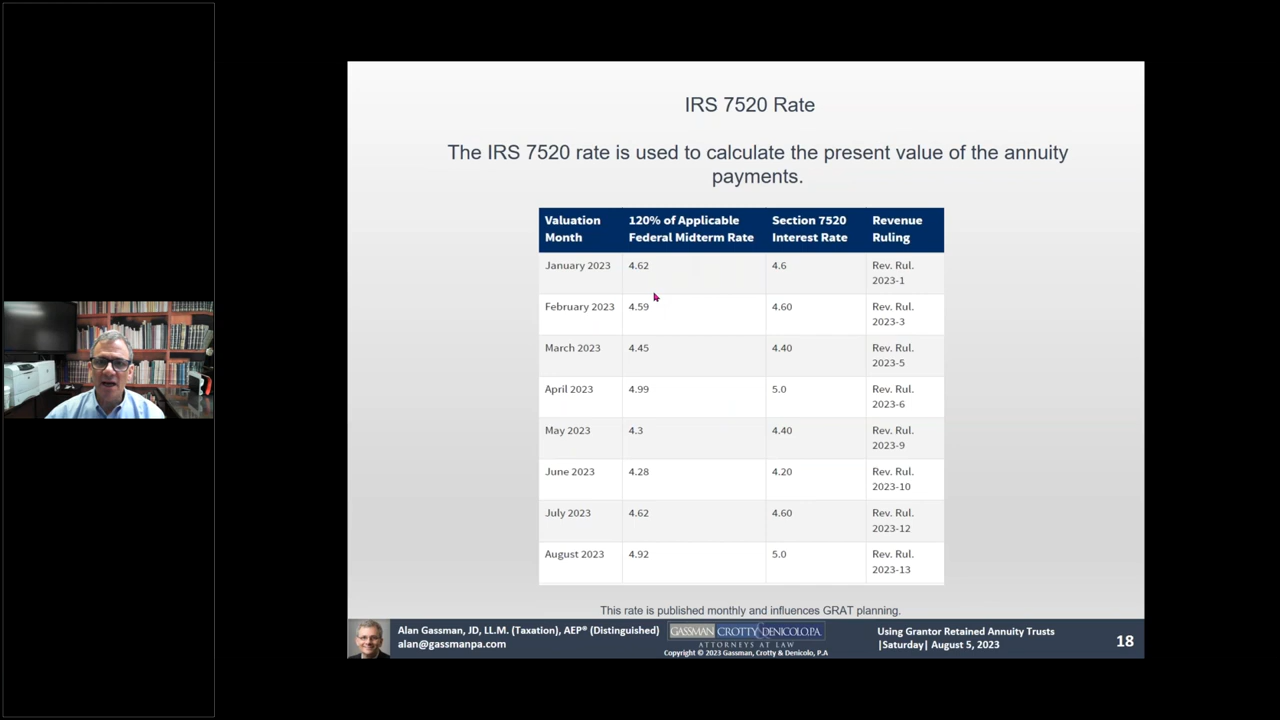 IRS 7520 Rate
The IRS 7520 rate is used to calculate the present value of the annuity
payments.
Valuation Month
120% of Applicable Federal Midterm Rate
Section 7520 Interest Rate
Revenue Ruling
January 2023 4.62 4.6 Rev. Rul. 2023-1
February 2023 4.59 4.60 Rev. Rul. 2023-3
March 2023 4.45 4.40 Rev. Rul. 2023-5
April 2023 4.99 5.0 Rev. Rul. 2023-6
May 2023 4.3 4.40 Rev. Rul. 2023-9
June 2023 4.28 4.20 Rev. Rul. 2023-10
July 2023 4.62 4.60 Rev. Rul. 2023-12
August 2023 4.92 5.0 Rev. Rul. 2023-13
This rate is published monthly and influences GRAT planning.
Alan Gassman, JD, LL.M. (Taxation), AEP® (Distinguished)
alan@gassmanpa.com
GASSMAN CROTTY & DENICOLO, P.A.
ATTORNEYS AT LAW
Copyright © 2023 Gassman, Crotty & Denicolo, P.A
Using Grantor Retained Annuity Trusts
|Saturday| August 5, 2023
18